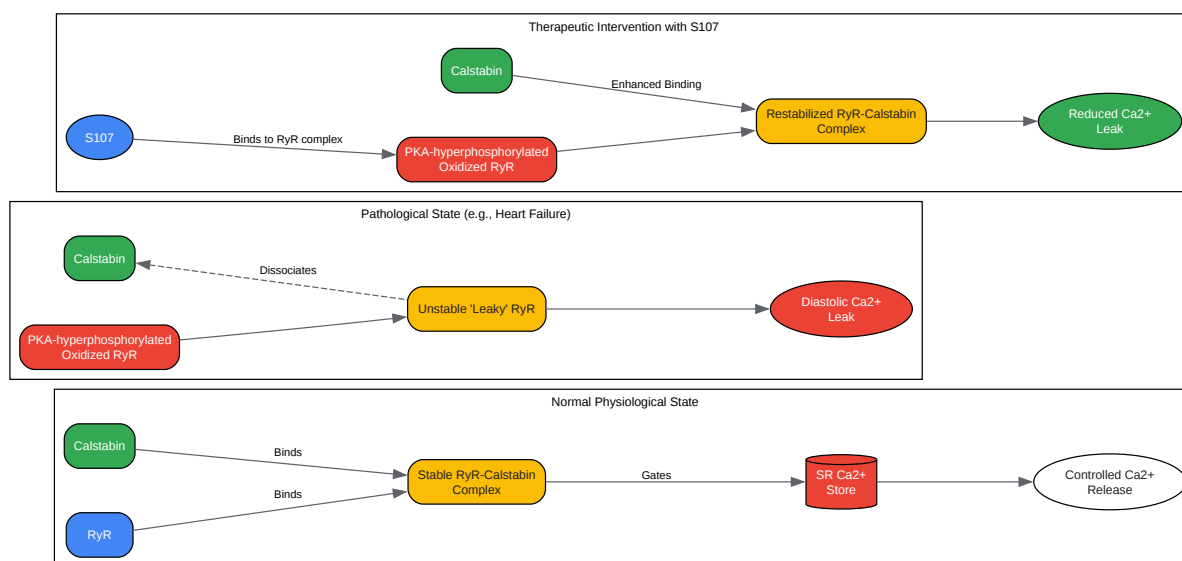 Therapeutic Intervention with S107
Calstabin
Enhanced Binding
Restabilized RyR-Calstabin
Complex
Reduced Ca2+
Leak
S107
Binds to RyR complex
PKA-hyperphosphorylated
Oxidized RyR
Pathological State (e.g., Heart Failure)
Calstabin
Dissociates
Unstable 'Leaky' RyR
Diastolic Ca2+
Leak
PKA-hyperphosphorylated
Oxidized RyR
Normal Physiological State
Calstabin
Binds
Stable RyR-Calstabin
Complex
Gates
SR Ca2+
Store
Controlled Ca2+
Release
Binds
RyR